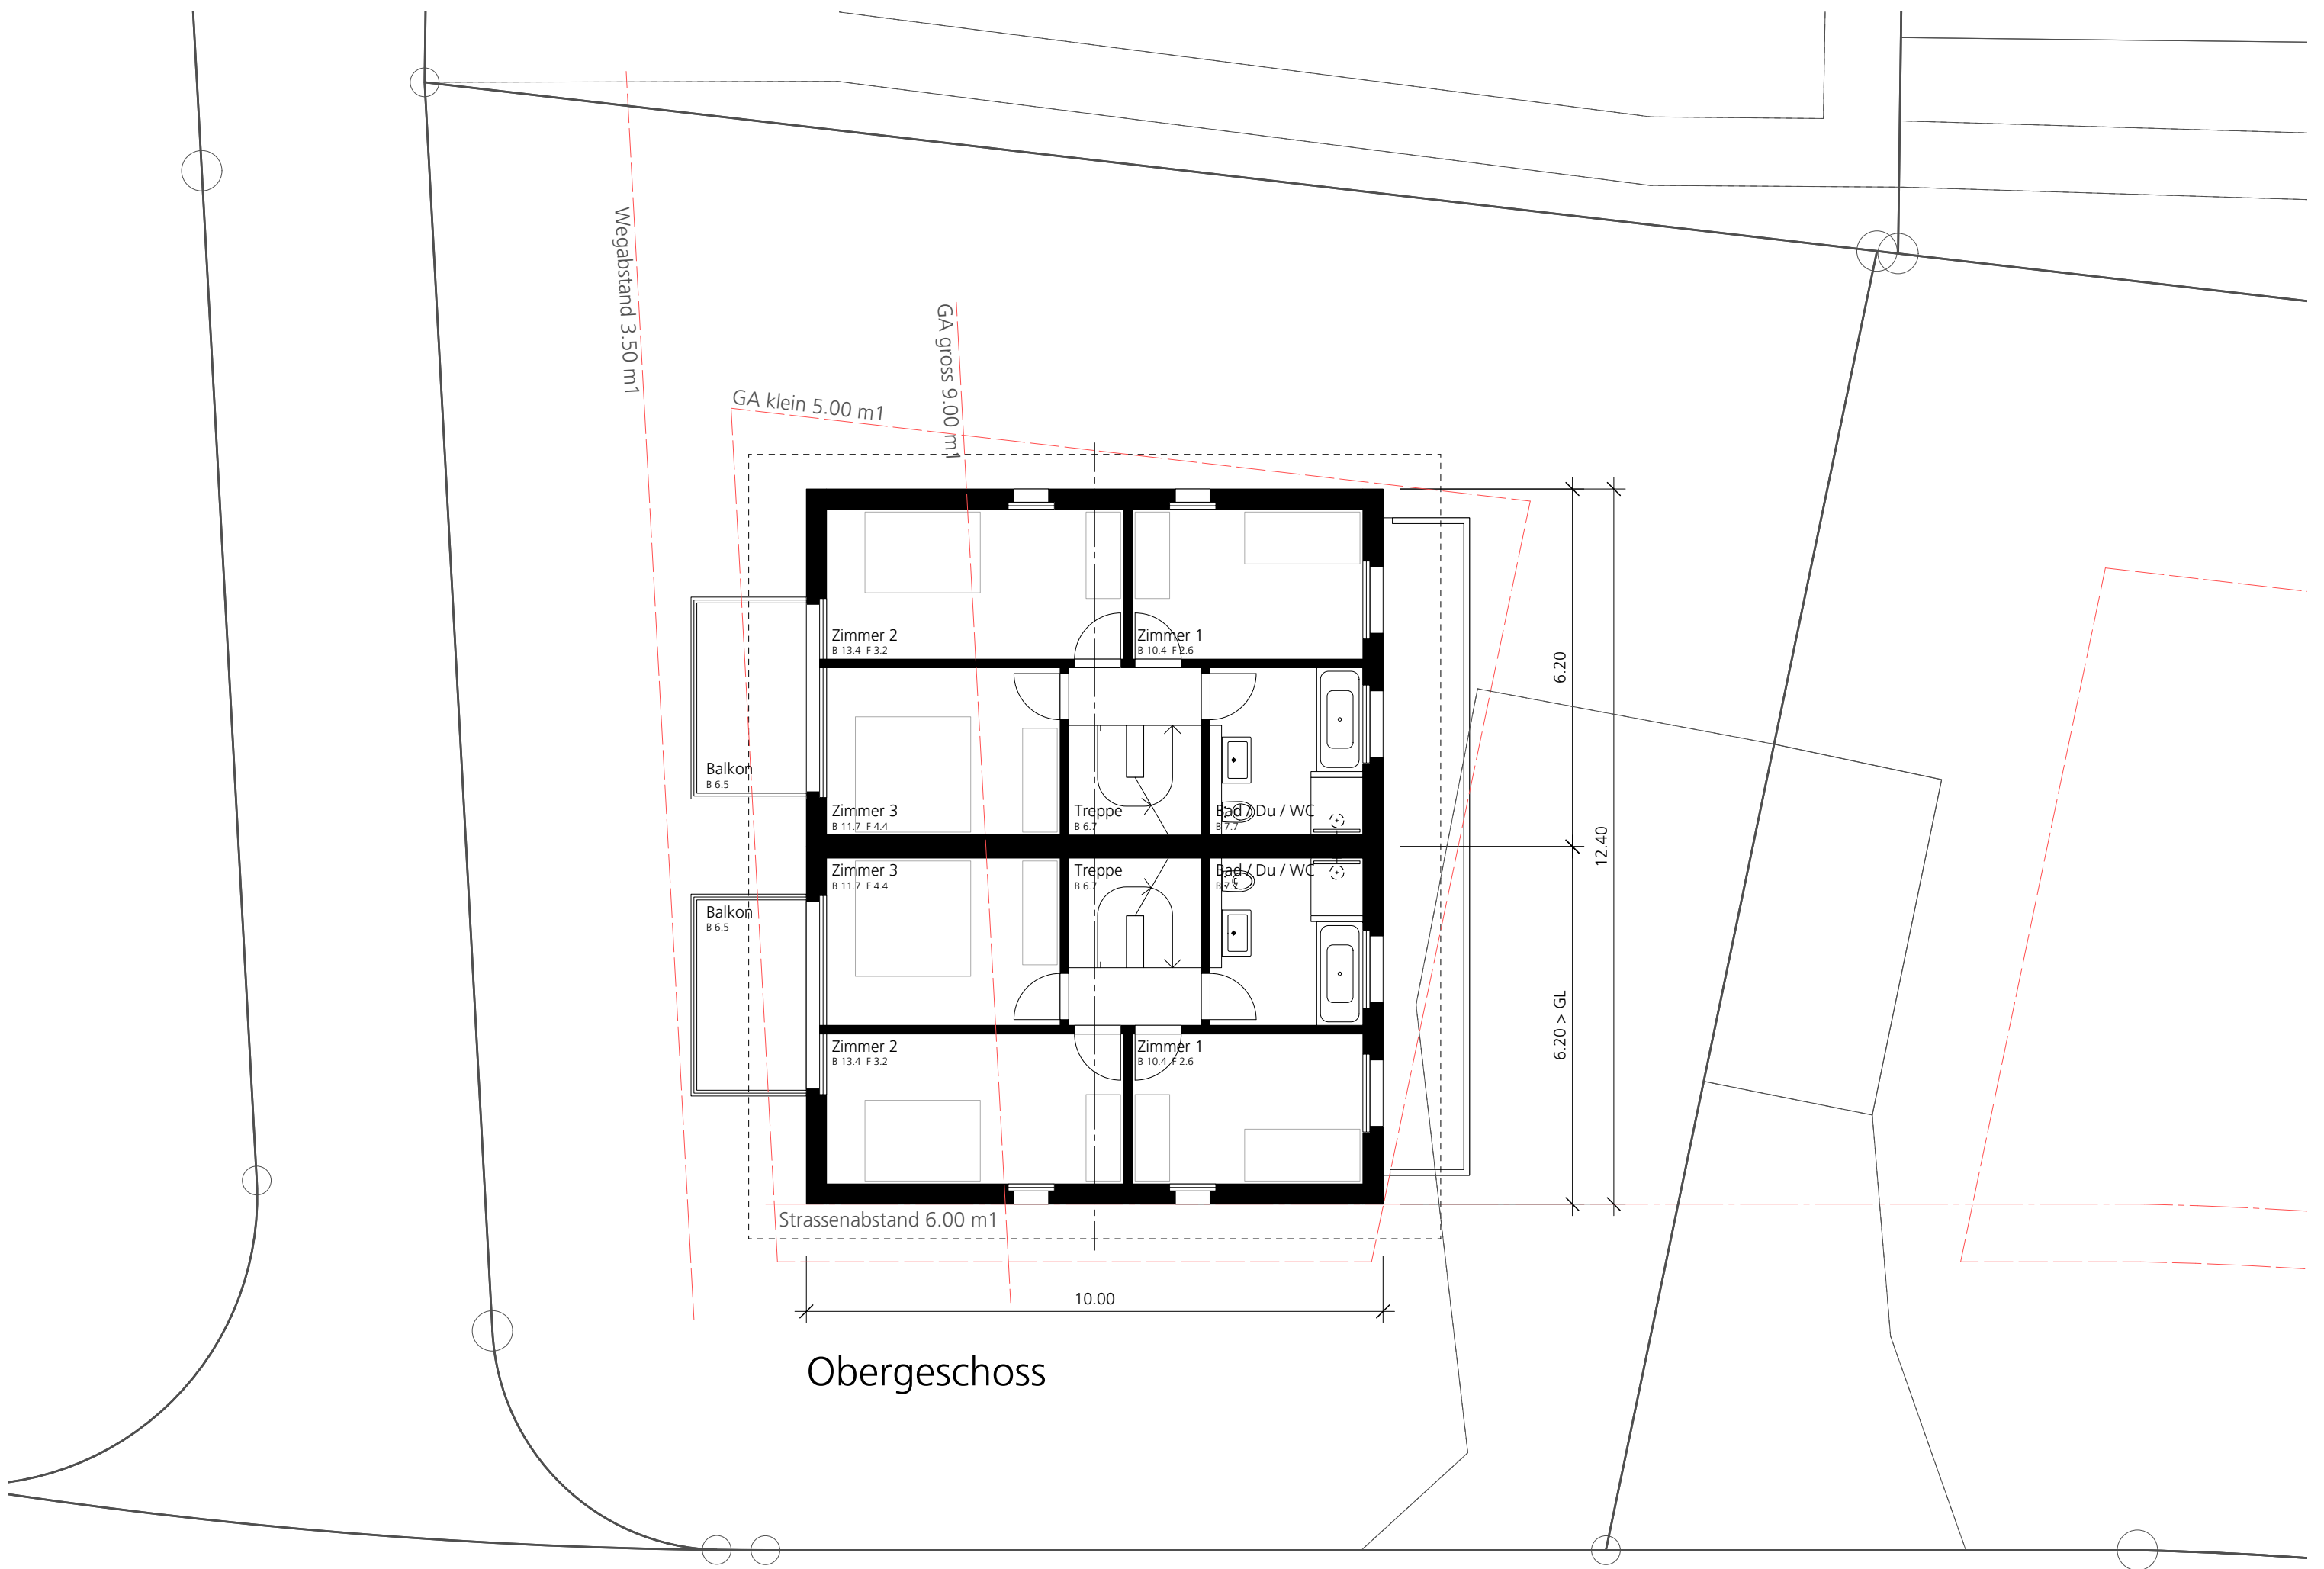 Wegabstand 3.50 m1
GA gross 9.00 m1
GA klein 5.00 m1
Zimmer 2
B 13.4 F 3.2
Zimmer 1
B 10.4 F 2.6
6.20
Balkon
B 6.5
Zimmer 3
B 11.7 F 4.4
Treppe
B 6.7
Bad / Du / WC
B 7.7
12.40
Zimmer 3
B 11.7 F 4.4
Treppe
B 6.7
Bad / Du / WC
B 7.7
Balkon
B 6.5
6.20 > GL
Zimmer 2
B 13.4 F 3.2
Zimmer 1
B 10.4 F 2.6
Strassenabstand 6.00 m1
10.00
Obergeschoss